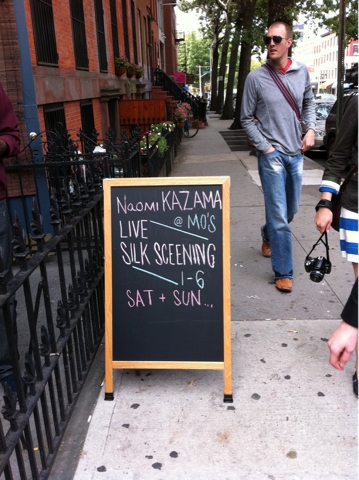 Naomi KAZAMA
LIVE @ MO'S
SILK SCEENING
1-6
SAT + SUN...